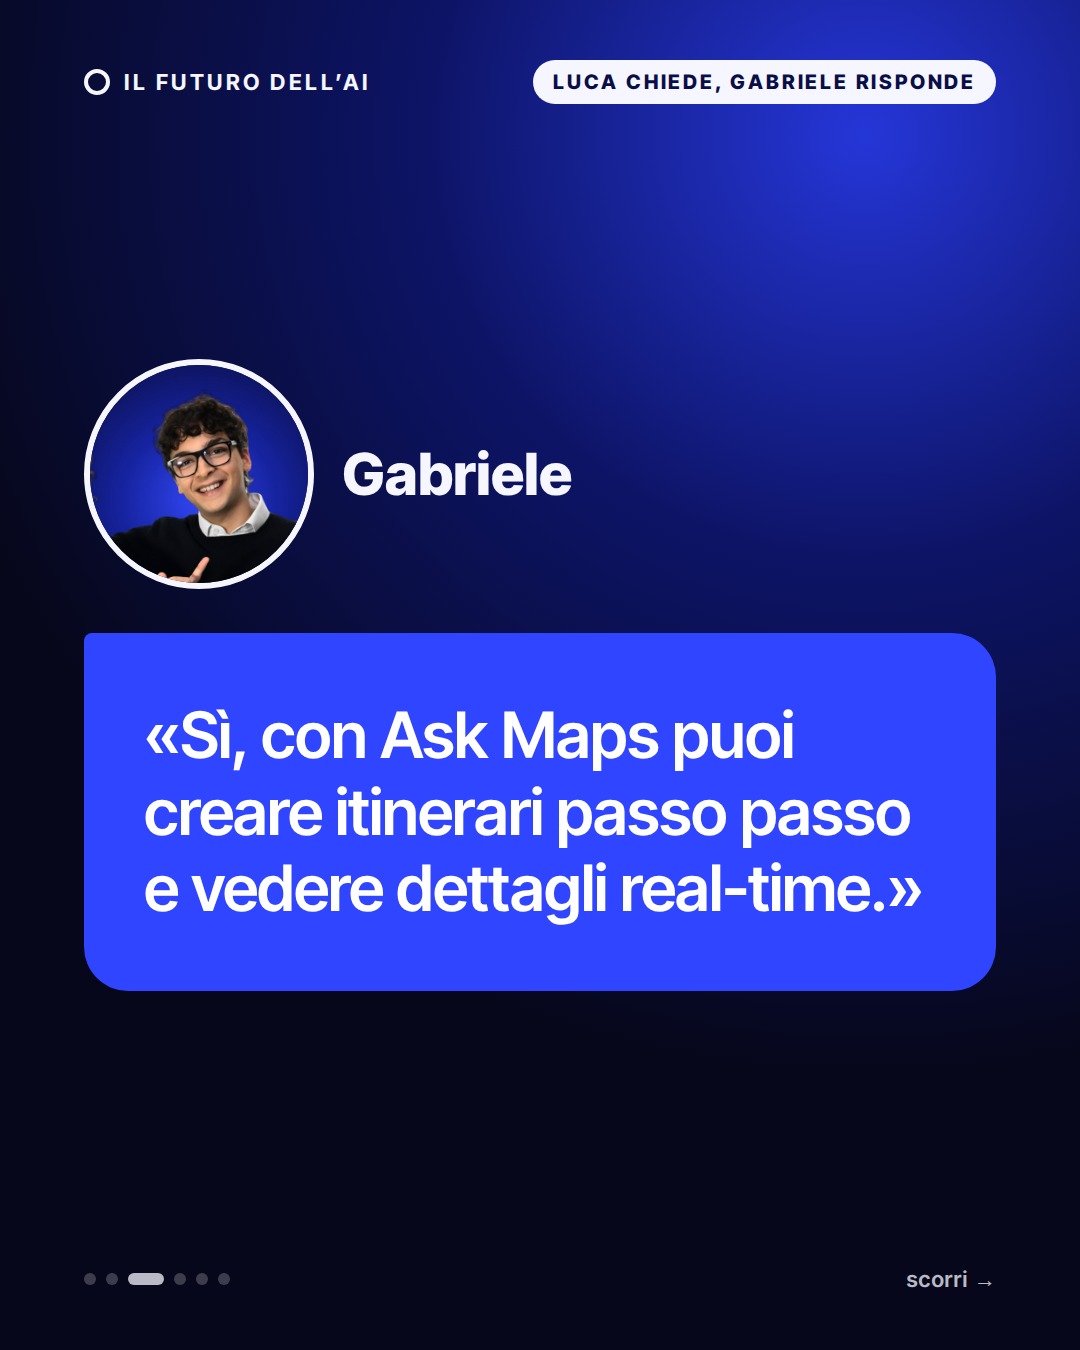 IL FUTURO DELL’AI
LUCA CHIEDE, GABRIELE RISPONDE
Gabriele
«Sì, con Ask Maps puoi
creare itinerari passo passo
e vedere dettagli real-time.»
scorri →